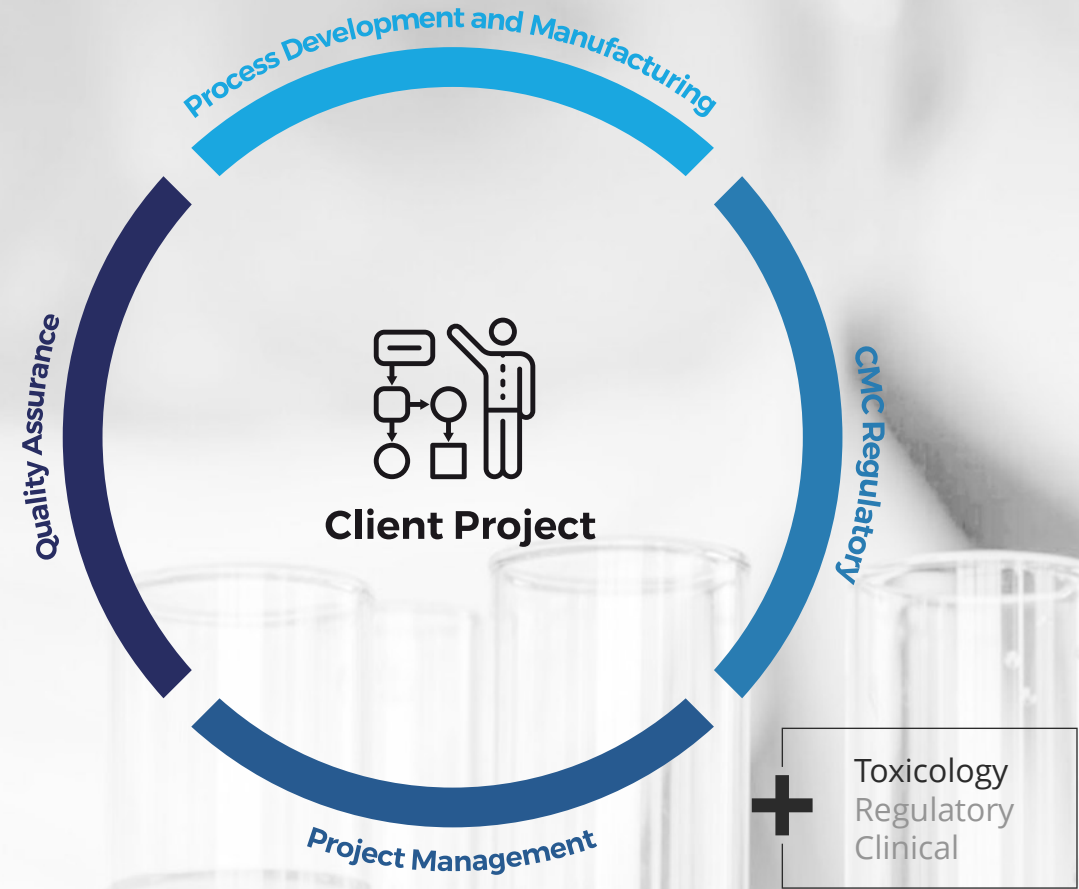 Process Development and Manufacturing
Quality Assurance
CMC Regulatory
Client Project
Project Management
Toxicology
Regulatory
Clinical